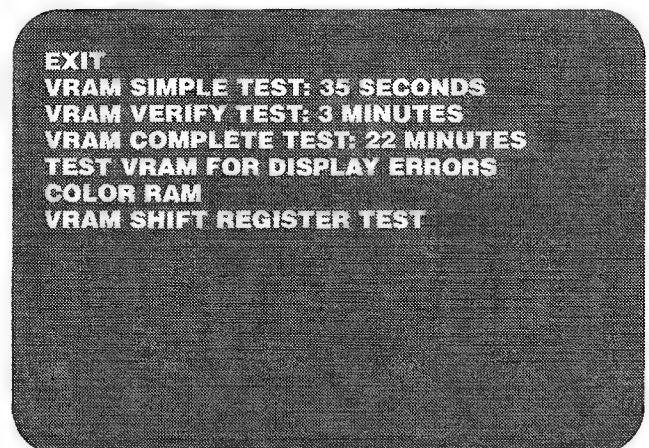 EXIT
VRAM SIMPLE TEST: 35 SECONDS
VRAM VERIFY TEST: 3 MINUTES
VRAM COMPLETE TEST: 22 MINUTES
TEST VRAM FOR DISPLAY ERRORS
COLOR RAM
VRAM SHIFT REGISTER TEST